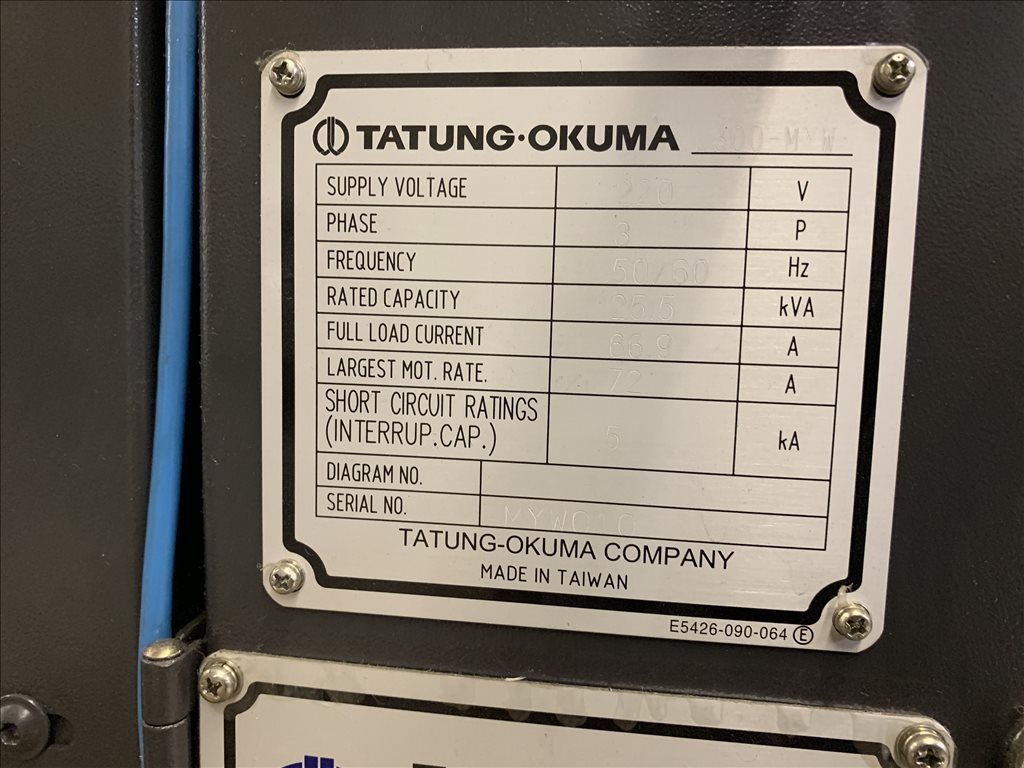 TATUNG·OKUMA 300-MYW
SUPPLY VOLTAGE 220 V
PHASE 3 P
FREQUENCY 50/60 Hz
RATED CAPACITY 25.5 kVA
FULL LOAD CURRENT 66.9 A
LARGEST MOT. RATE. 72 A
SHORT CIRCUIT RATINGS
(INTERRUP.CAP.) 5 kA
DIAGRAM NO.
SERIAL NO.
TATUNG-OKUMA COMPANY
MADE IN TAIWAN
E5426-090-064 E